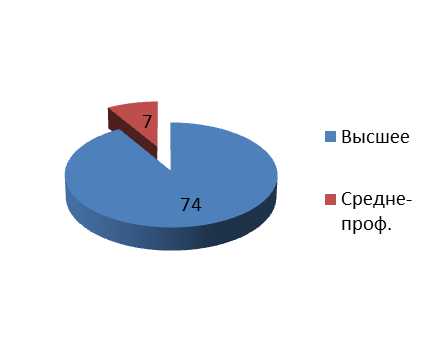 7
74
Высшее
Средне-
проф.